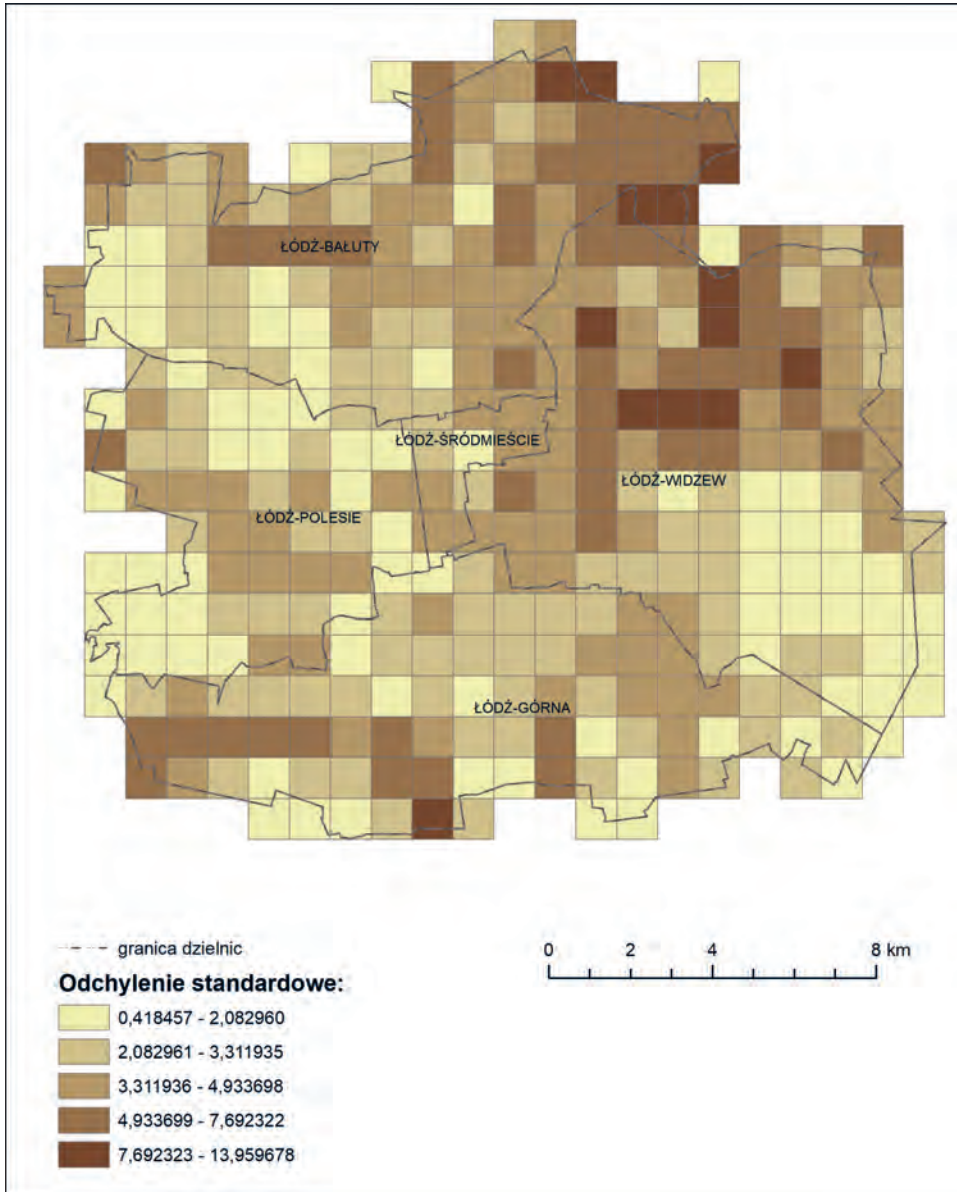 ŁÓDŹ-BAŁUTY
ŁÓDŹ-ŚRÓDMIEŚCIE
ŁÓDŹ-WIDZEW
ŁÓDŹ-POLESIE
ŁÓDŹ-GÓRNA
granica dzielnic
0 2 4 8 km
Odchylenie standardowe:
0,418457 - 2,082960
2,082961 - 3,311935
3,311936 - 4,933698
4,933699 - 7,692322
7,692323 - 13,959678